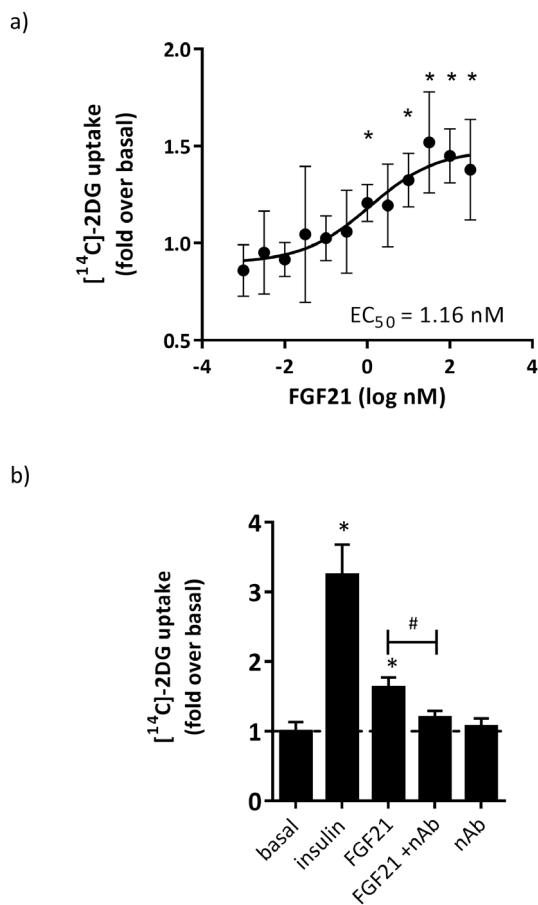 a)
[¹⁴C]-2DG uptake
(fold over basal)
2.0
1.5
1.0
0.5
* * * * *
EC₅₀ = 1.16 nM
-4 -2 0 2 4
FGF21 (log nM)
b)
[¹⁴C]-2DG uptake
(fold over basal)
4
3
2
1
0
*
#
*
basal insulin FGF21 FGF21 +nAb nAb